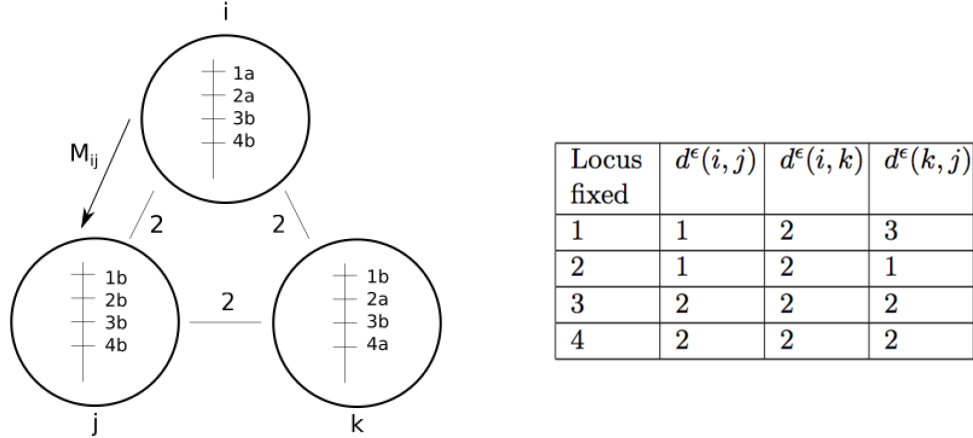 i
1a
2a
3b
4b
M_ij
2
2
1b
2b
3b
4b
2
1b
2a
3b
4a
j
k
Locus fixed d^ϵ(i, j) d^ϵ(i, k) d^ϵ(k, j)
1 1 2 3
2 1 2 1
3 2 2 2
4 2 2 2